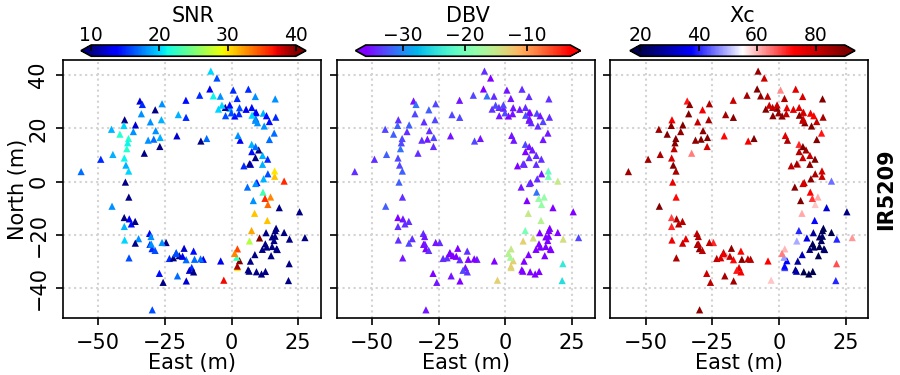 SNR DBV Xc
10 20 30 40 −30 −20 −10 20 40 60 80
40
20
0
−20
−40
North (m)
IR5209
−50 −25 0 25 −50 −25 0 25 −50 −25 0 25
East (m) East (m) East (m)